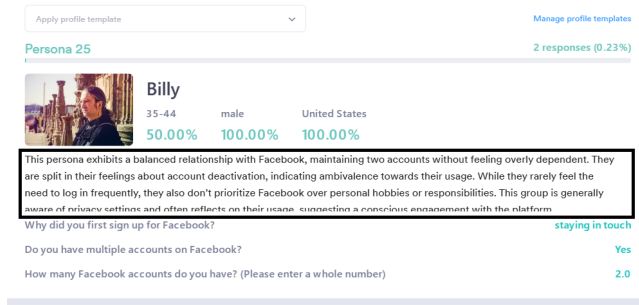 Apply profile template
Manage profile templates
Persona 25
2 responses (0.23%)
Billy
35-44 male United States
50.00% 100.00% 100.00%
This persona exhibits a balanced relationship with Facebook, maintaining two accounts without feeling overly dependent. They
are split in their feelings about account deactivation, indicating ambivalence towards their usage. While they rarely feel the
need to log in frequently, they also don't prioritize Facebook over personal hobbies or responsibilities. This group is generally
aware of privacy settings and often reflects on their usage, suggesting a conscious engagement with the platform
Why did you first sign up for Facebook? staying in touch
Do you have multiple accounts on Facebook? Yes
How many Facebook accounts do you have? (Please enter a whole number) 2.0